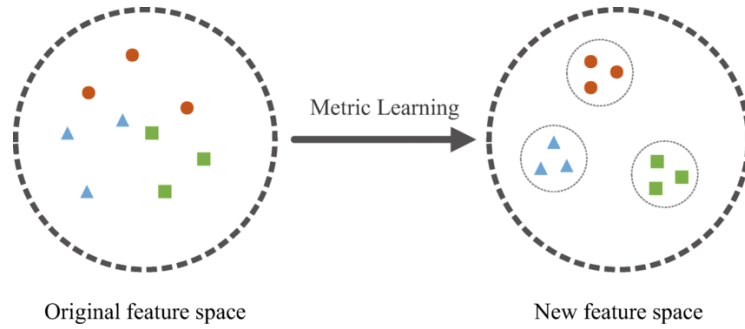 Metric Learning
Original feature space
New feature space